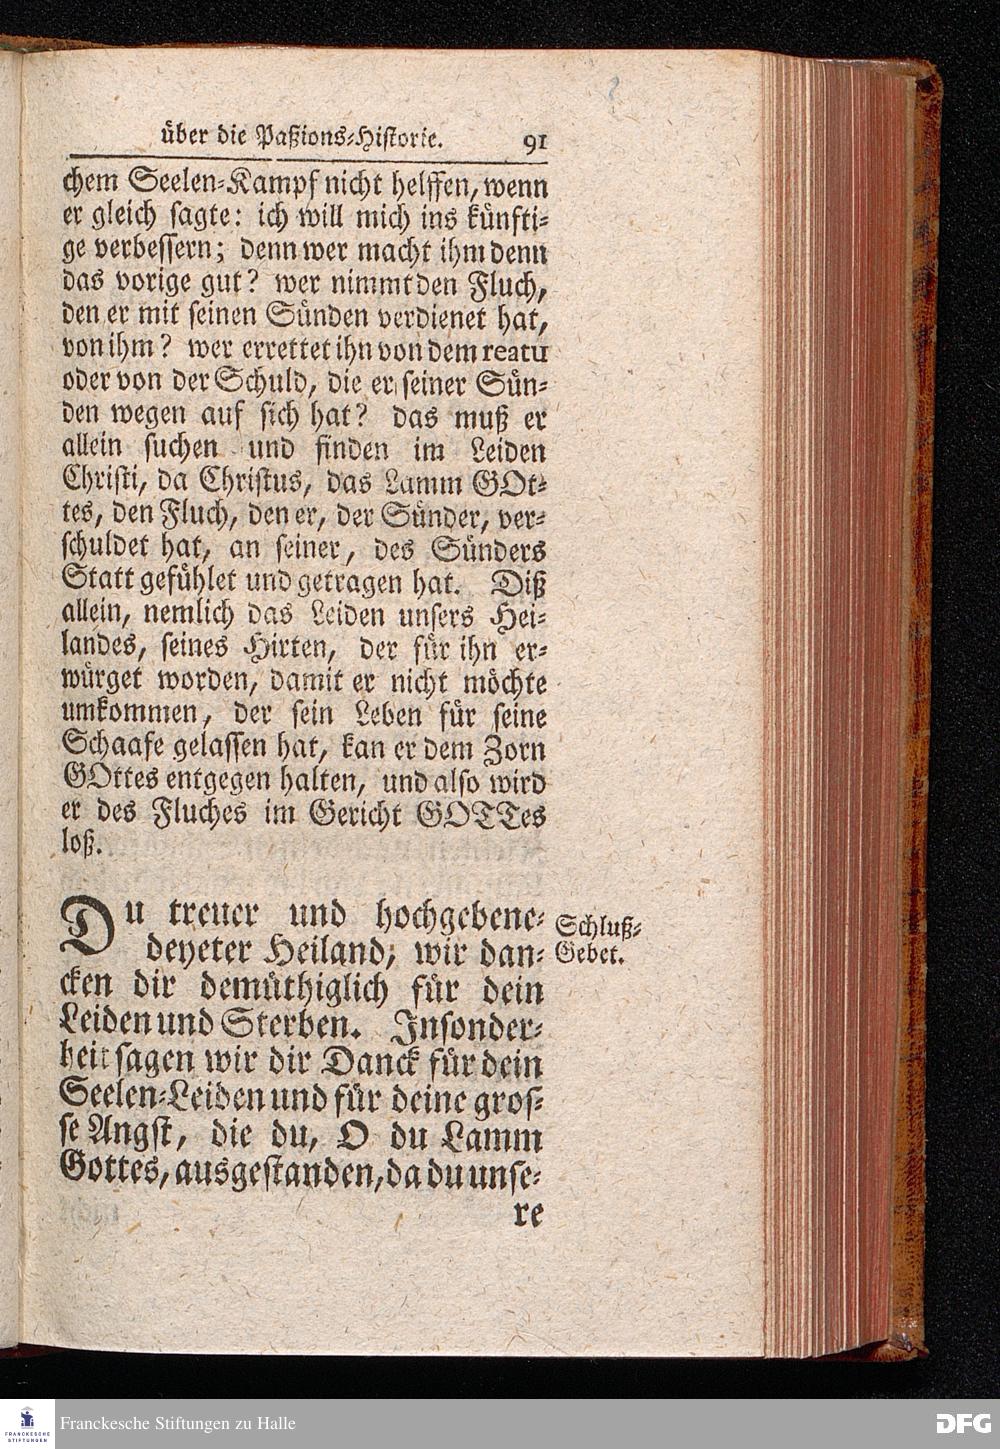 über die Paßions-Historie. 91
chem Seelen-Kampf nicht helffen, wenn
er gleich sagte: ich will mich ins künfti-
ge verbessern; denn wer macht ihm denn
das vorige gut? wer nimmt den Fluch,
den er mit seinen Sünden verdienet hat,
von ihm? wer errettet ihn von dem reatu
oder von der Schuld, die er seiner Sün-
den wegen auf sich hat? das muß er
allein suchen und finden im Leiden
Christi, da Christus, das Lamm GOt-
tes, den Fluch, den er, der Sünder, ver-
schuldet hat, an seiner, des Sünders
Statt gefühlet und getragen hat. Diß
allein, nemlich das Leiden unsers Hei-
landes, seines Hirten, der für ihn er-
würget worden, damit er nicht möchte
umkommen, der sein Leben für seine
Schaafe gelassen hat, kan er dem Zorn
GOttes entgegen halten, und also wird
er des Fluches im Gericht GOTTes
loß.
Du treuer und hochgebene-
deyeter Heiland; wir dan-
cken dir demüthiglich für dein
Leiden und Sterben. Insonder-
heit sagen wir dir Danck für dein
Seelen-Leiden und für deine gros-
se Angst, die du, O du Lamm
Gottes, ausgestanden, da du unse-
re
Schluß-
Gebet.
FRANCKESCHE
STIFTUNGEN
Franckesche Stiftungen zu Halle
DFG